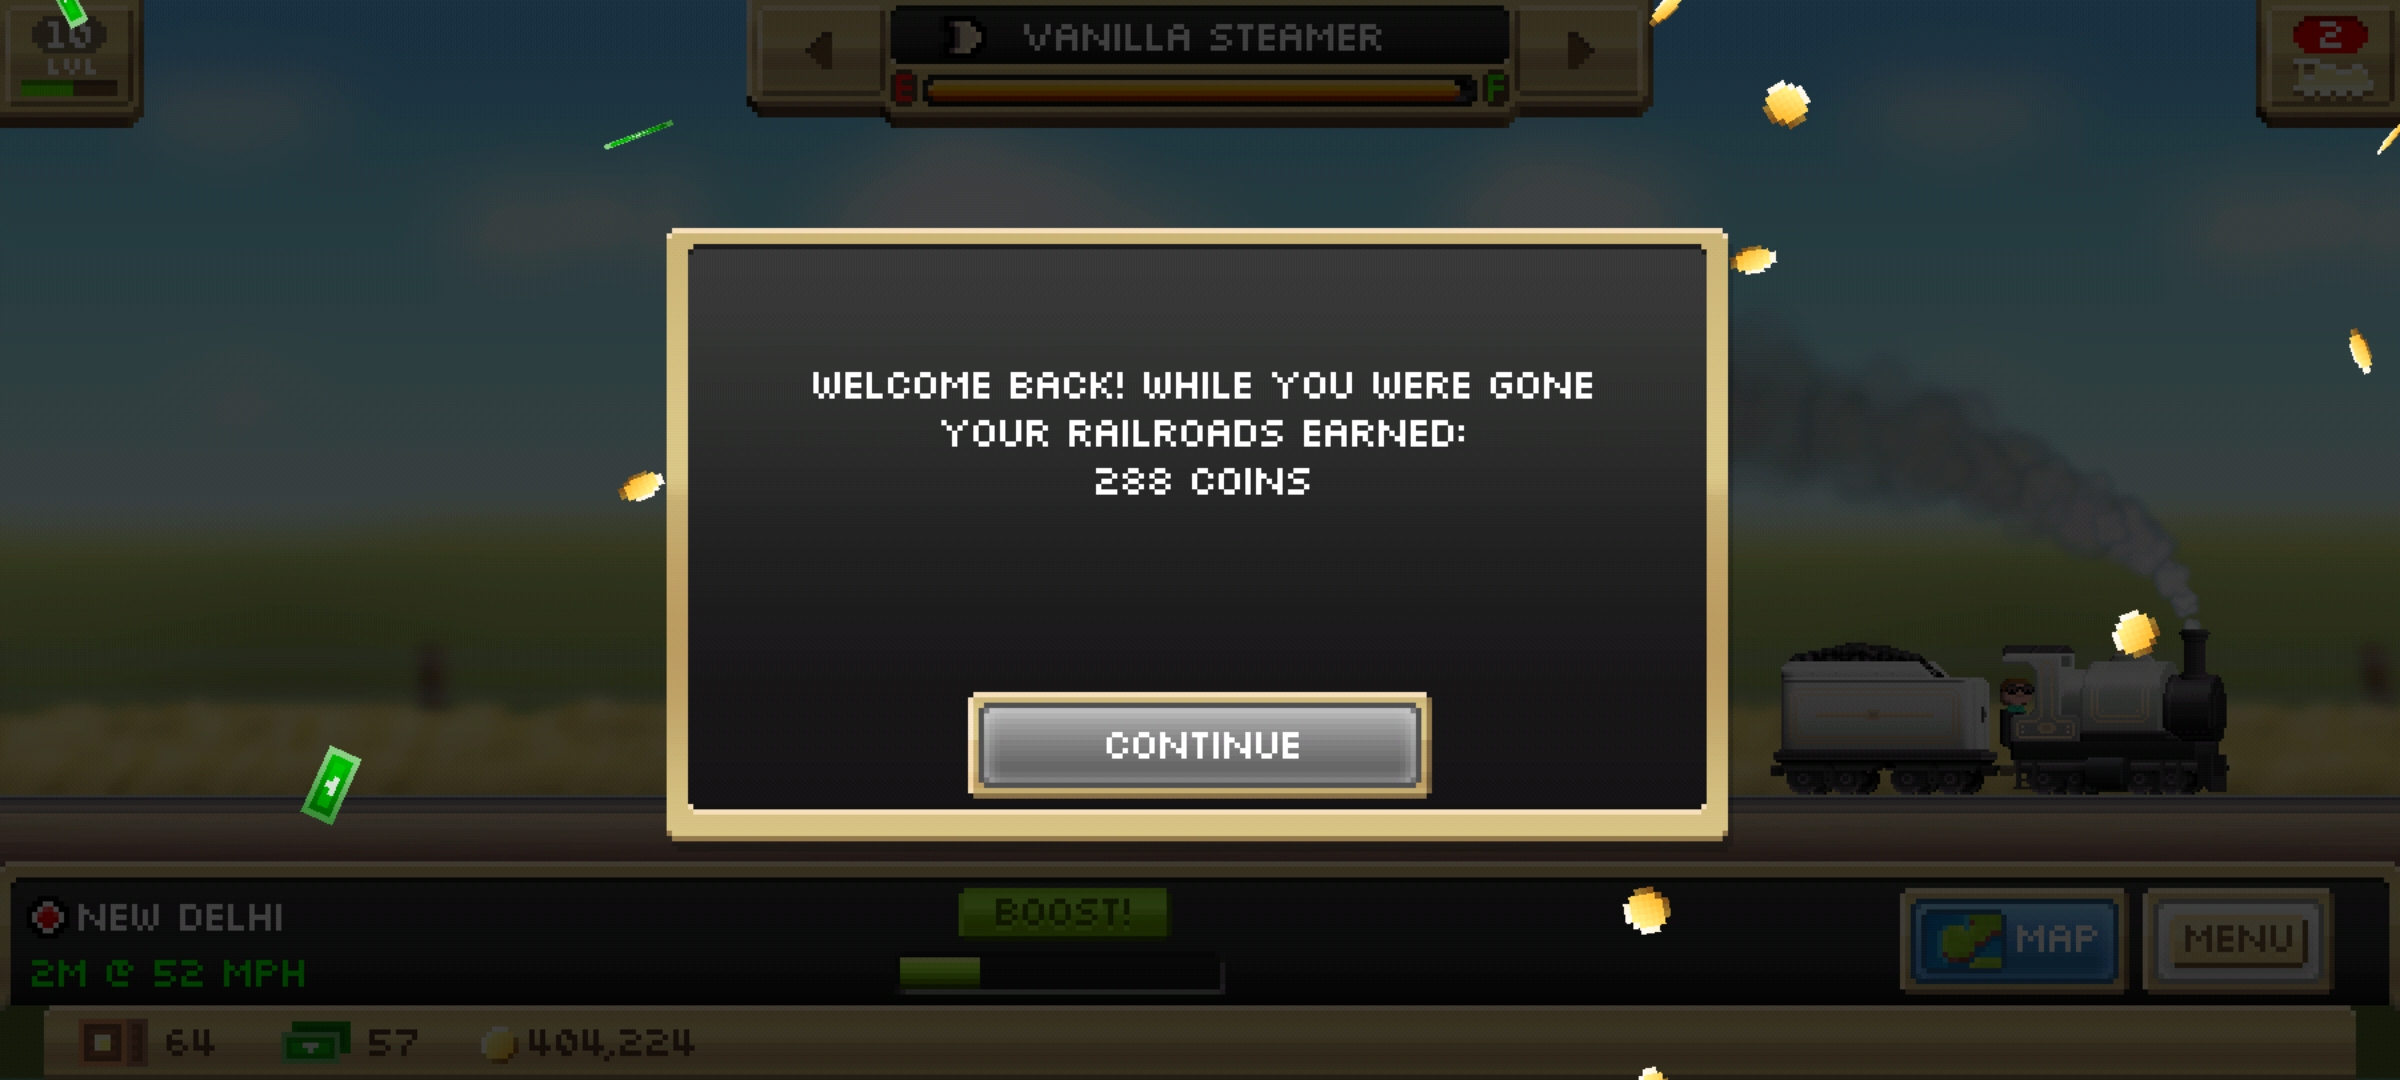 10
LVL
VANILLA STEAMER
E F
2
WELCOME BACK! WHILE YOU WERE GONE
YOUR RAILROADS EARNED:
288 COINS
CONTINUE
NEW DELHI
2M @ 52 MPH
BOOST!
MAP
MENU
64 57 404,224